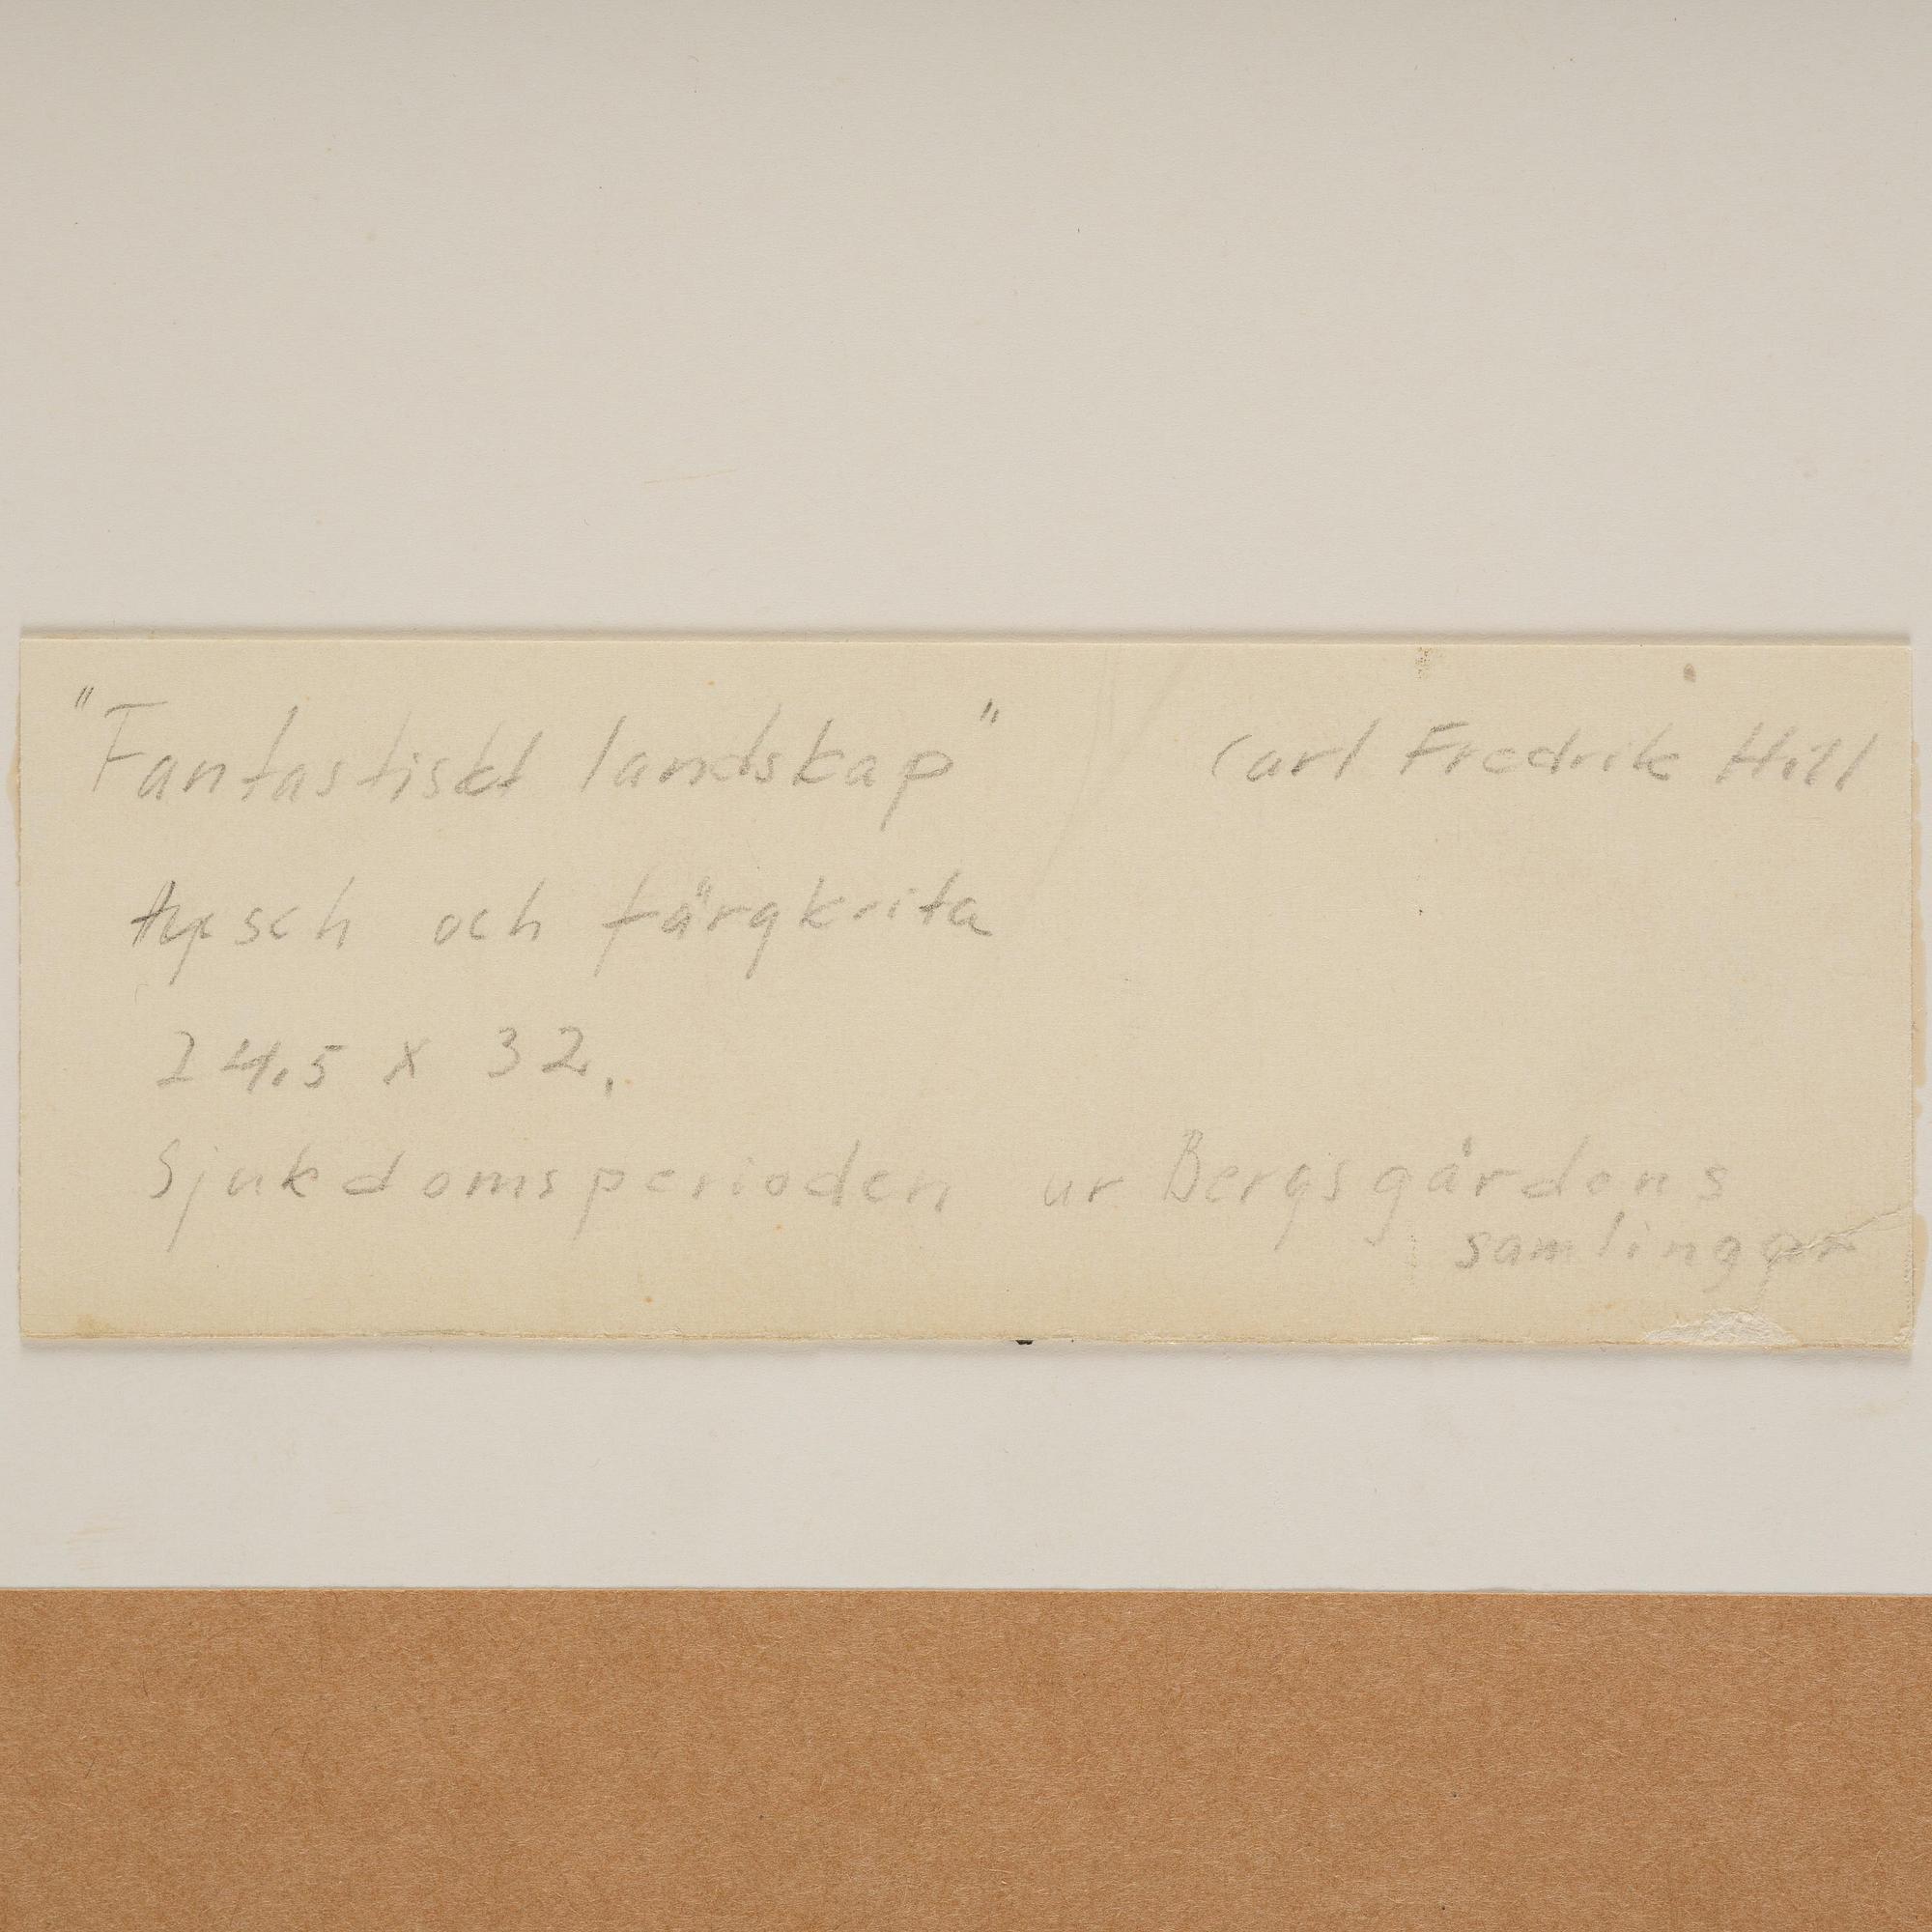 "Fantastiskt landskap" Carl Fredrik Hill
tusch och färgkrita
24.5 x 32.
Sjukdomsperioden ur Bergsgårdens
samlingar